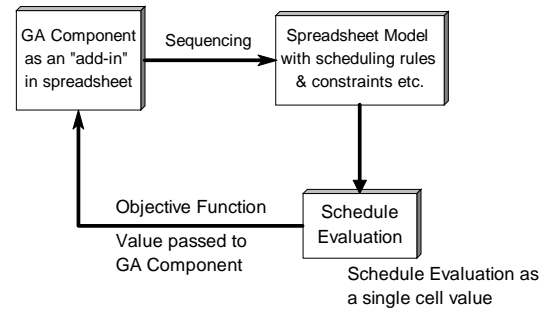 GA Component
as an "add-in"
in spreadsheet
Sequencing
Spreadsheet Model
with scheduling rules
& constraints etc.
Objective Function
Value passed to
GA Component
Schedule
Evaluation
Schedule Evaluation as
a single cell value